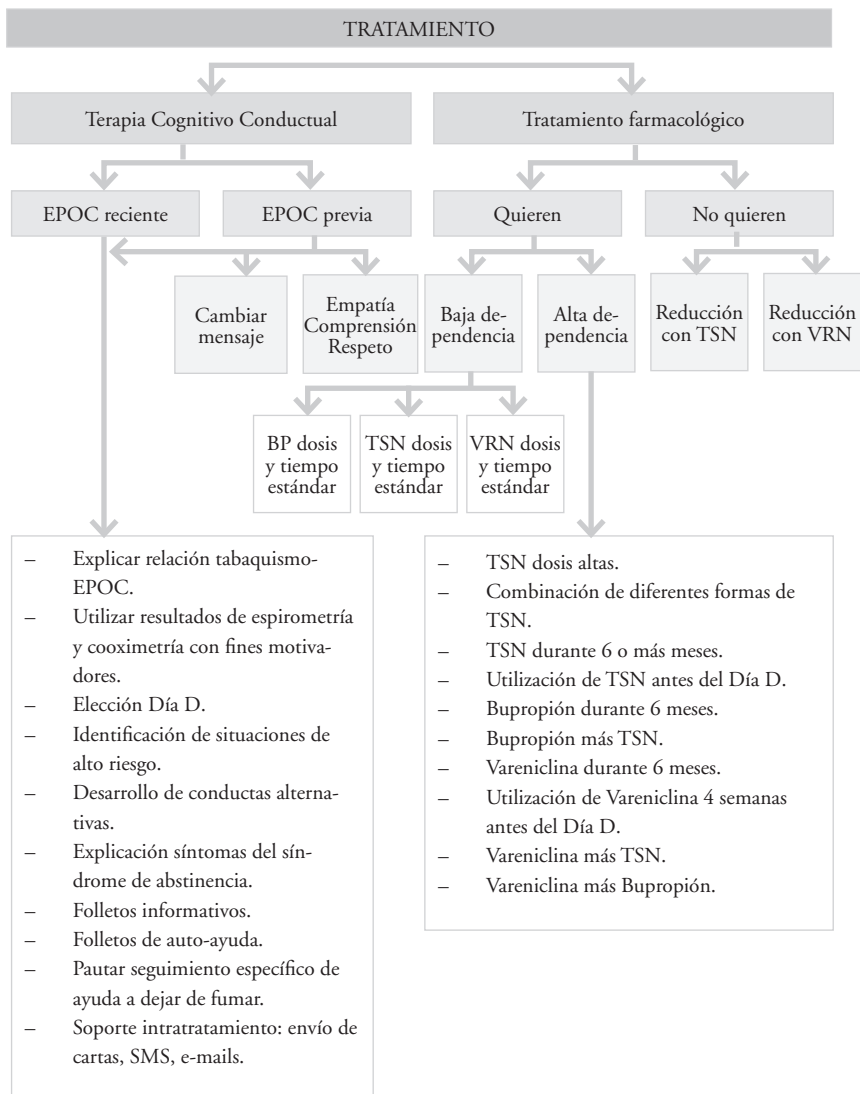 TRATAMIENTO
Terapia Cognitivo Conductual
Tratamiento farmacológico
EPOC reciente
EPOC previa
Quieren
No quieren
Cambiar
mensaje
Empatía
Comprensión
Respeto
Baja de-
pendencia
Alta de-
pendencia
Reducción
con TSN
Reducción
con VRN
BP dosis
y tiempo
estándar
TSN dosis
y tiempo
estándar
VRN dosis
y tiempo
estándar
– Explicar relación tabaquismo-
EPOC.
– Utilizar resultados de espirometría
y cooximetría con fines motiva-
dores.
– Elección Día D.
– Identificación de situaciones de
alto riesgo.
– Desarrollo de conductas alterna-
tivas.
– Explicación síntomas del sín-
drome de abstinencia.
– Folletos informativos.
– Folletos de auto-ayuda.
– Pautar seguimiento específico de
ayuda a dejar de fumar.
– Soporte intratratamiento: envío de
cartas, SMS, e-mails.
– TSN dosis altas.
– Combinación de diferentes formas de
TSN.
– TSN durante 6 o más meses.
– Utilización de TSN antes del Día D.
– Bupropión durante 6 meses.
– Bupropión más TSN.
– Vareniclina durante 6 meses.
– Utilización de Vareniclina 4 semanas
antes del Día D.
– Vareniclina más TSN.
– Vareniclina más Bupropión.